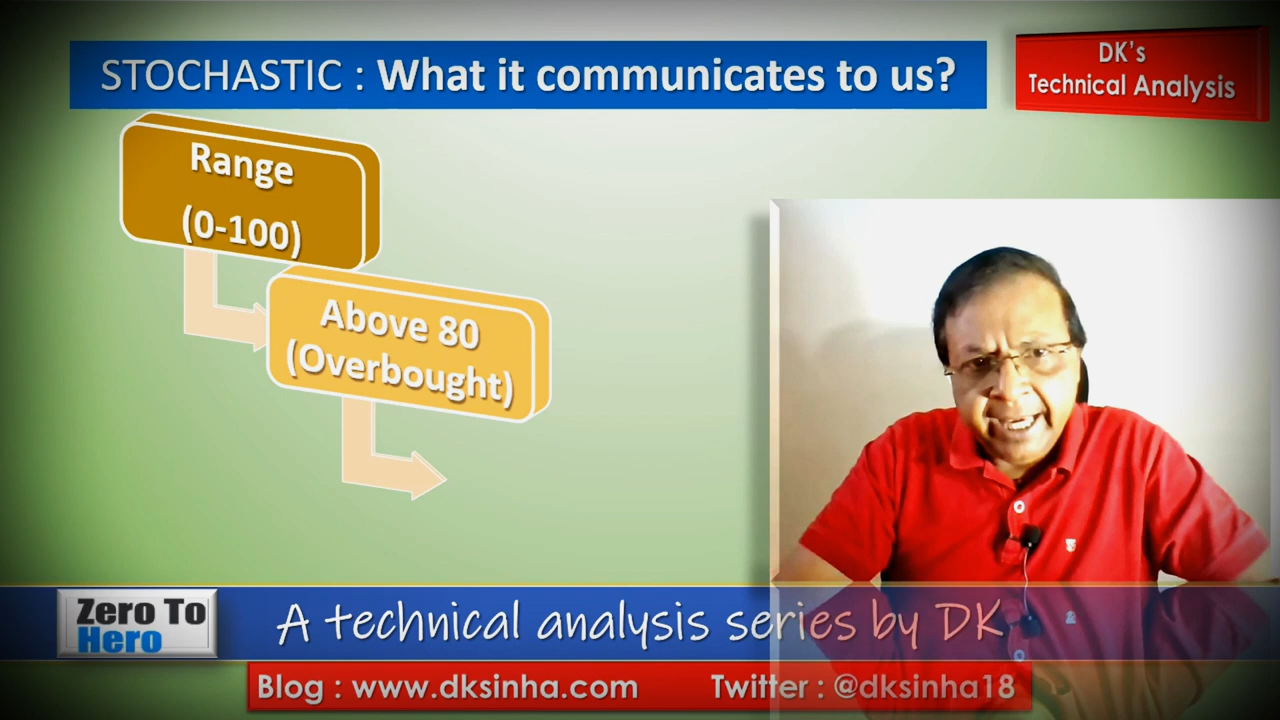 STOCHASTIC : What it communicates to us?
DK's
Technical Analysis
Range
(0-100)
Above 80
(Overbought)
Zero To
Hero
A technical analysis series by DK
Blog : www.dksinha.com
Twitter : @dksinha18